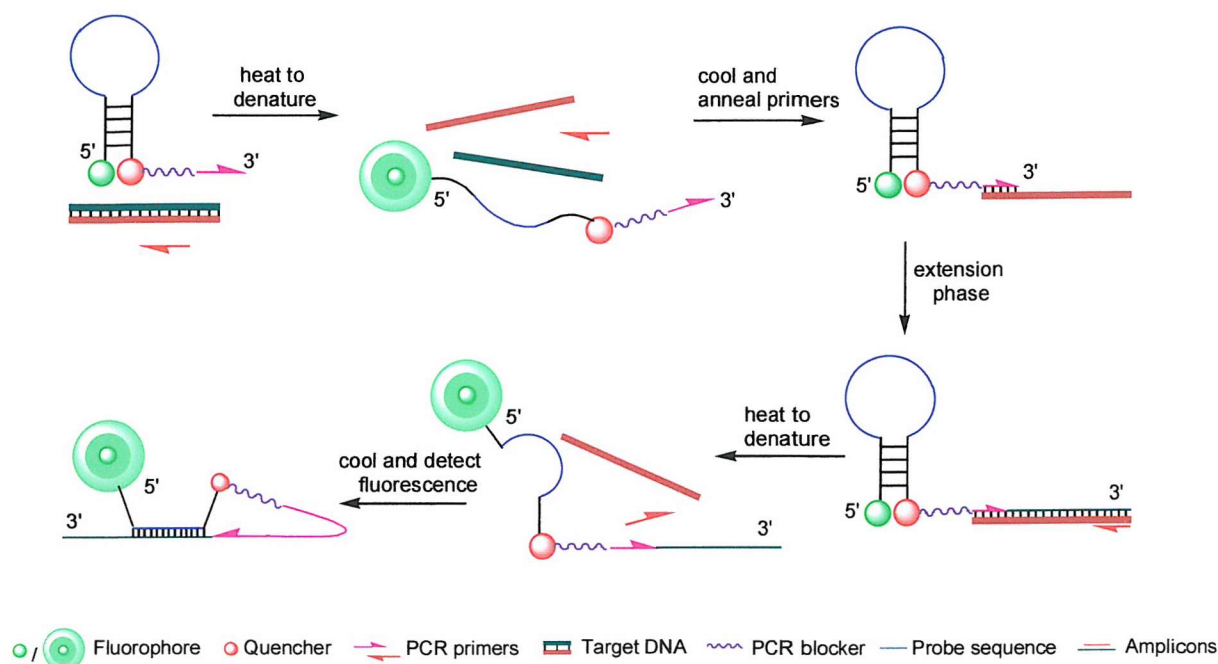 heat to
denature
5'
3'
5'
3'
cool and
anneal primers
5'
3'
extension
phase
5'
3'
heat to
denature
5'
3'
cool and detect
fluorescence
5'
3'
/ Fluorophore Quencher PCR primers Target DNA PCR blocker Probe sequence Amplicons